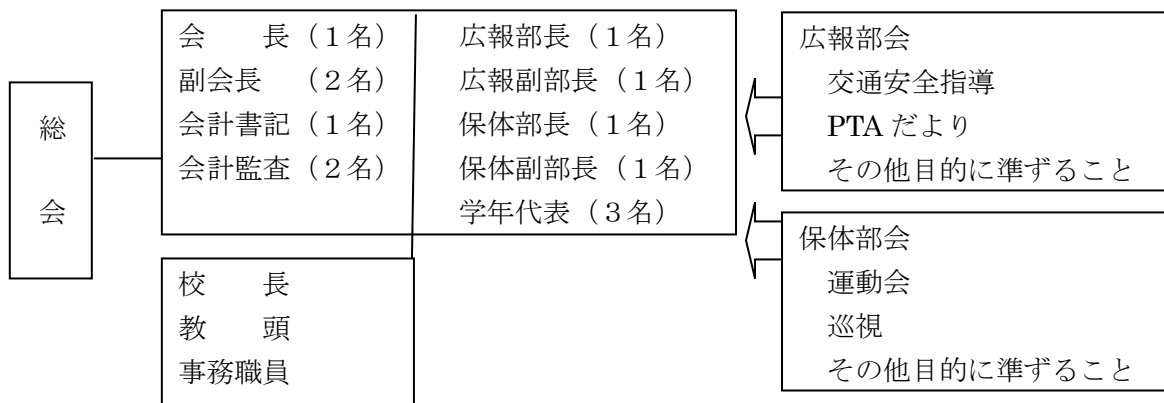 総
会
会　　長（１名）
副会長　（２名）
会計書記（１名）
会計監査（２名）
広報部長（１名）
広報副部長（１名）
保体部長（１名）
保体副部長（１名）
学年代表（３名）
校　　長
教　　頭
事務職員
広報部会
交通安全指導
PTA だより
その他目的に準ずること
保体部会
運動会
巡視
その他目的に準ずること